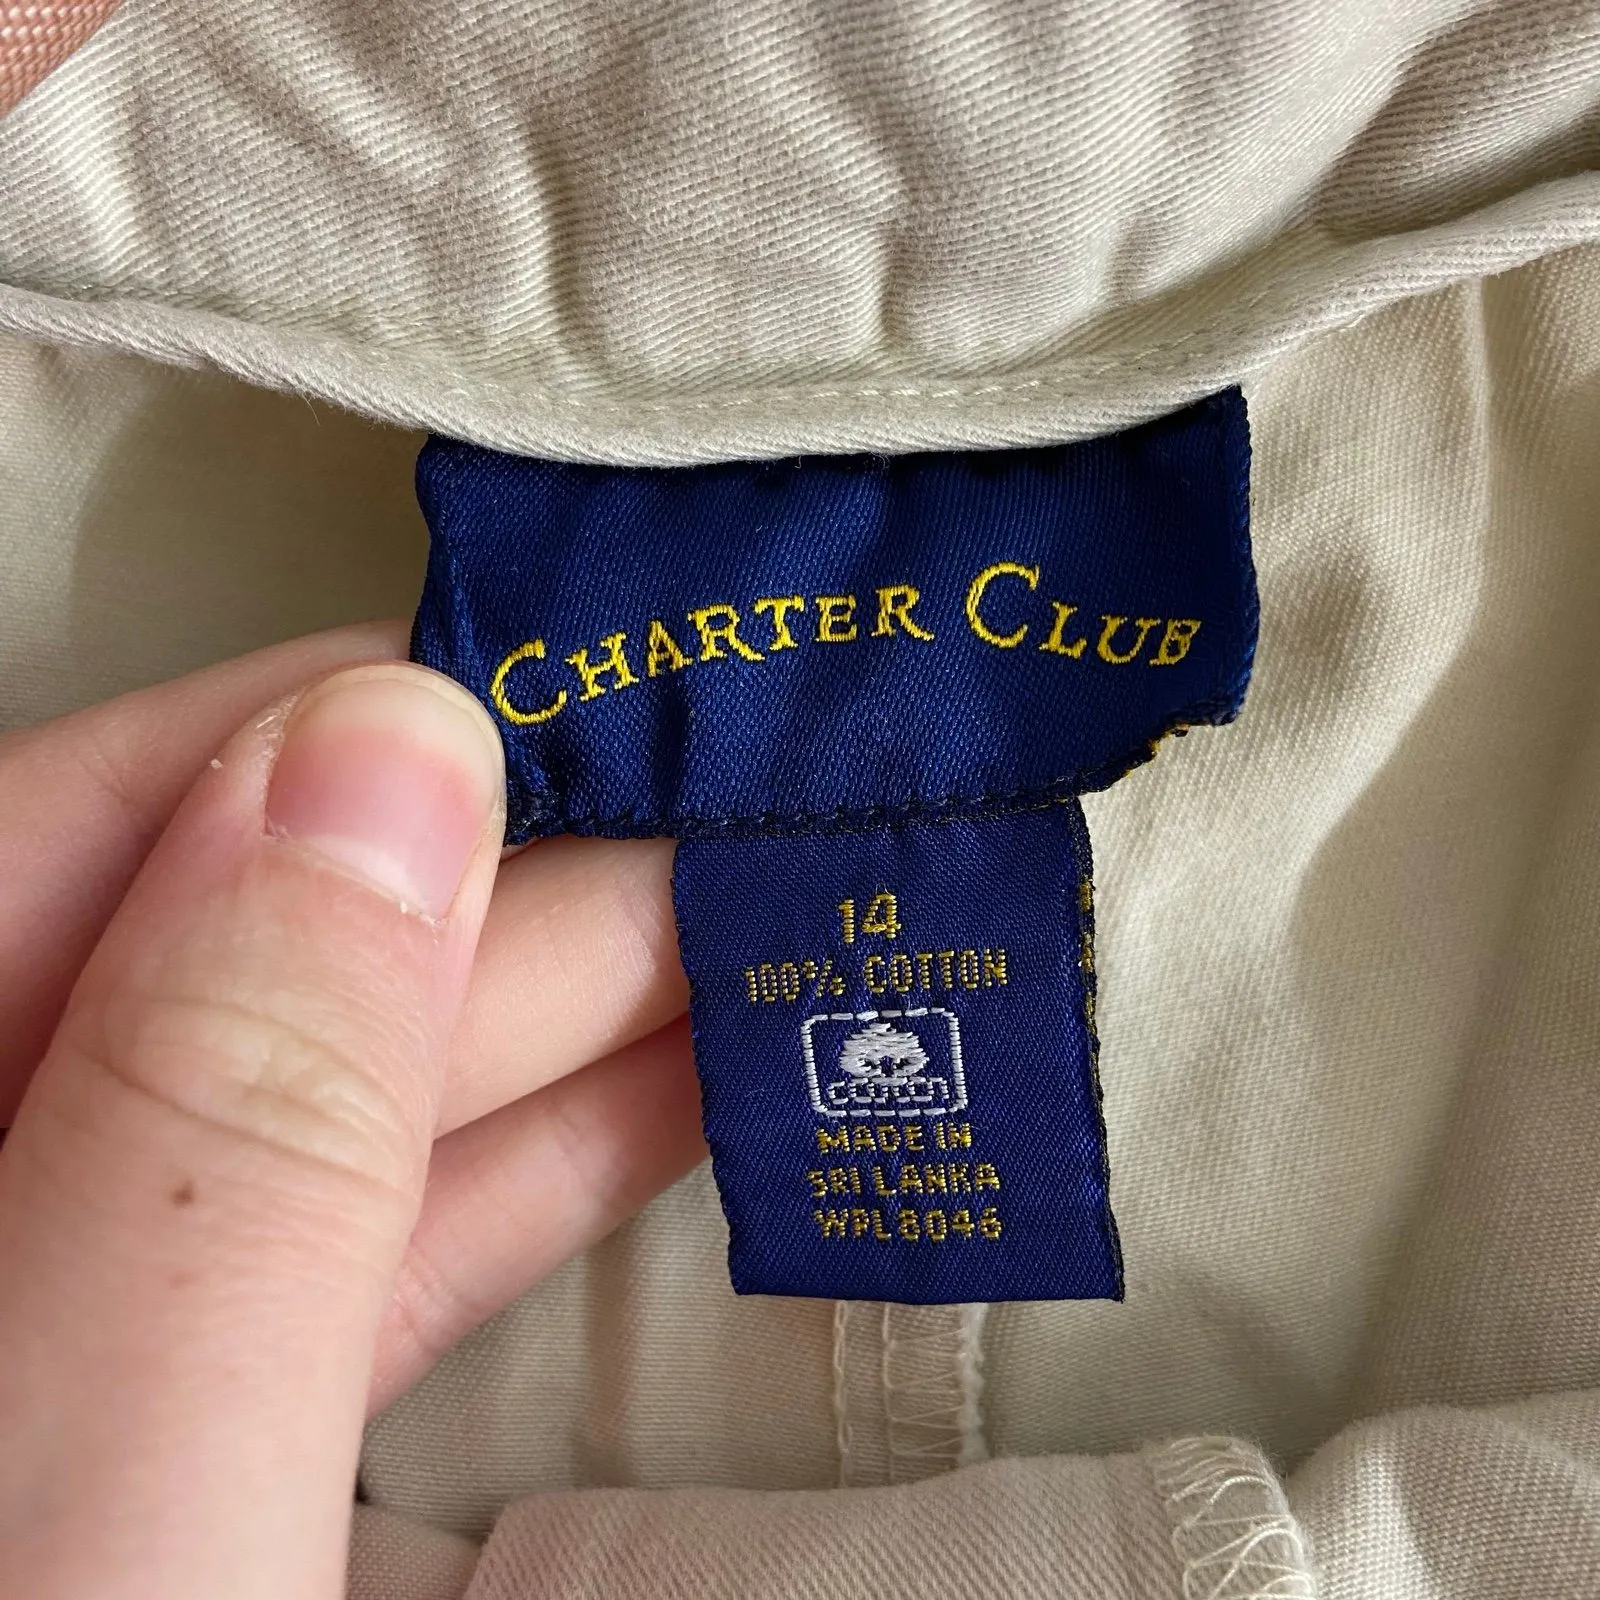 CHARTER CLUB
14
100% COTTON
COTTON
MADE IN
SRI LANKA
WPL8046